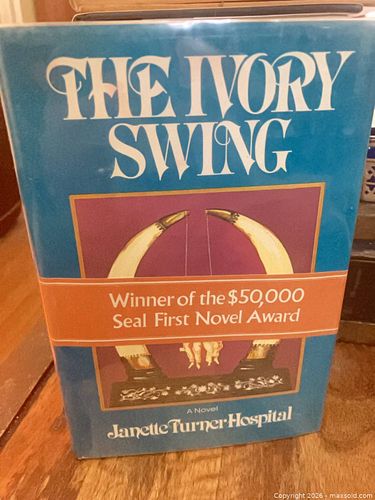 THE IVORY
SWING
Winner of the $50,000
Seal First Novel Award
A Novel
Janette Turner Hospital
Copyright 2026 - maxsold.com